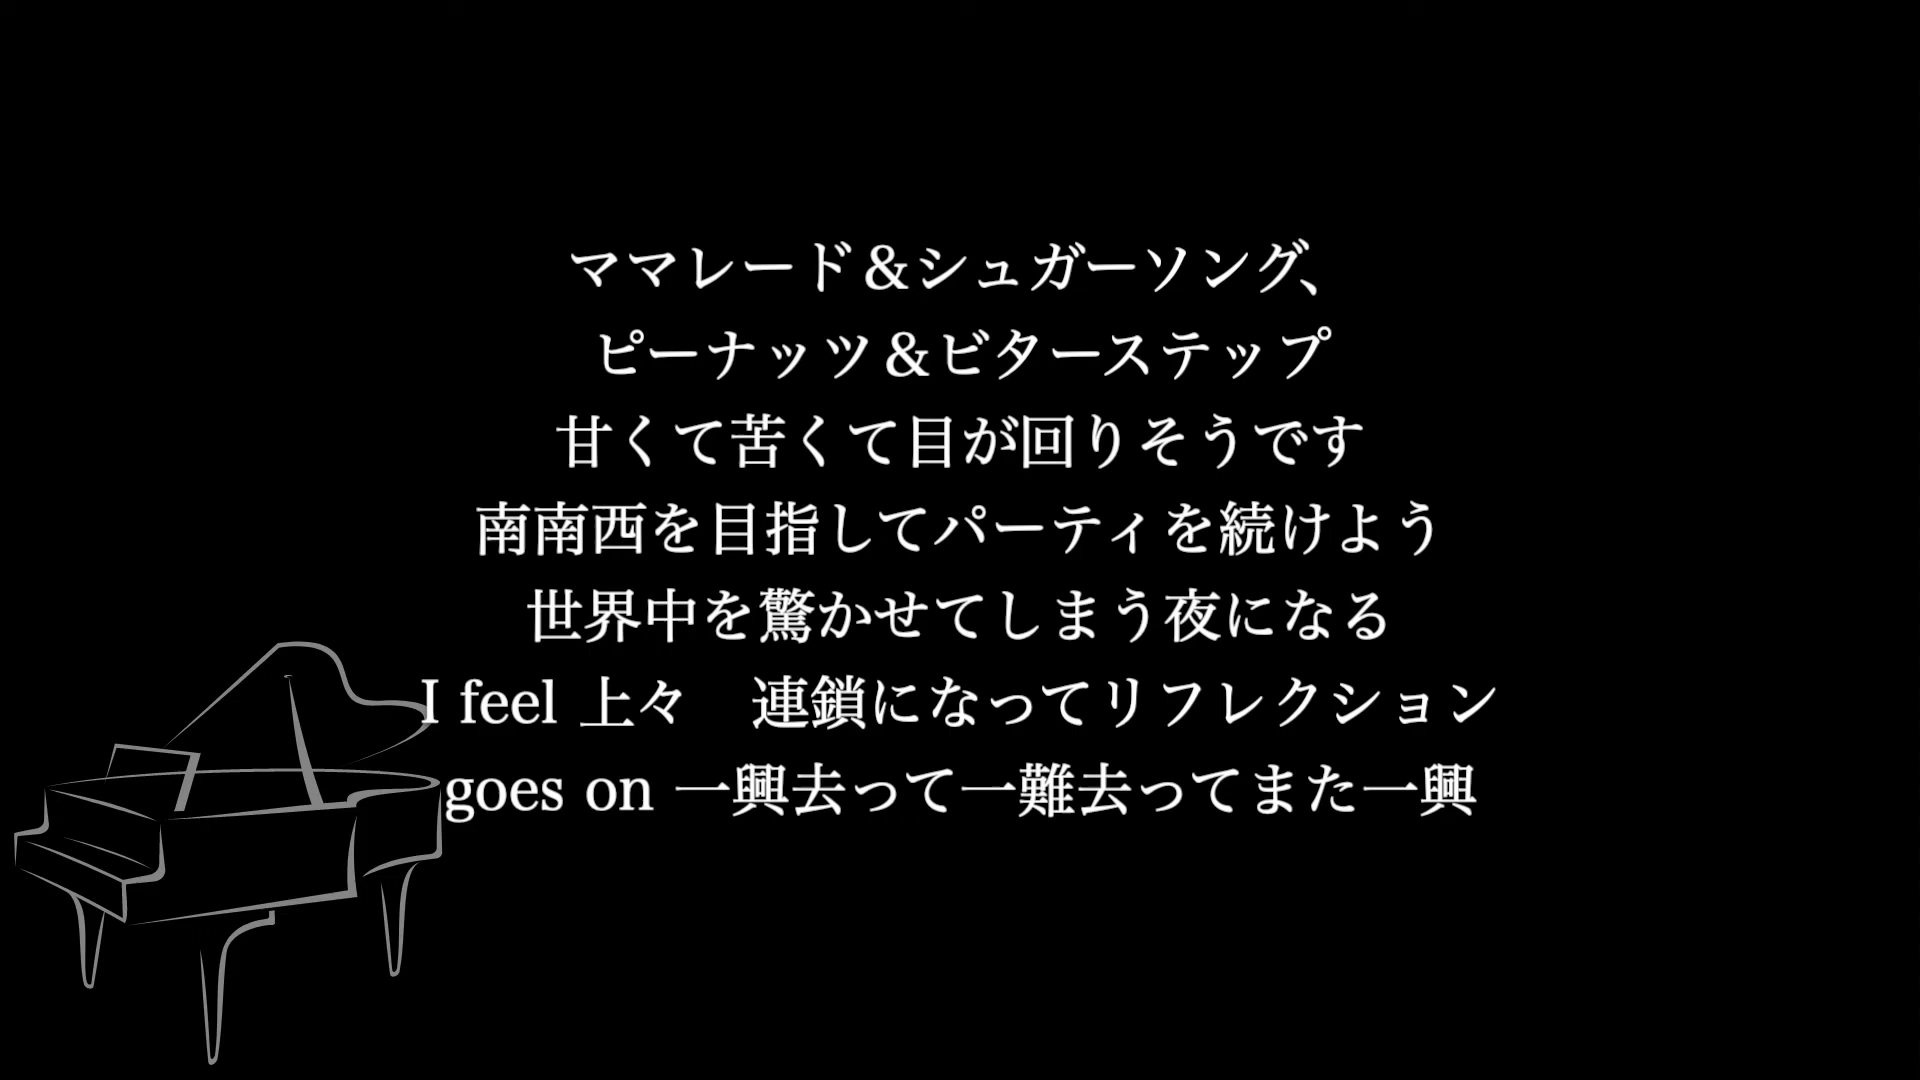 ママレード＆シュガーソング、
ピーナッツ＆ビターステップ
甘くて苦くて目が回りそうです
南南西を目指してパーティを続けよう
世界中を驚かせてしまう夜になる
I feel 上々　連鎖になってリフレクション
goes on 一興去って一難去ってまた一興